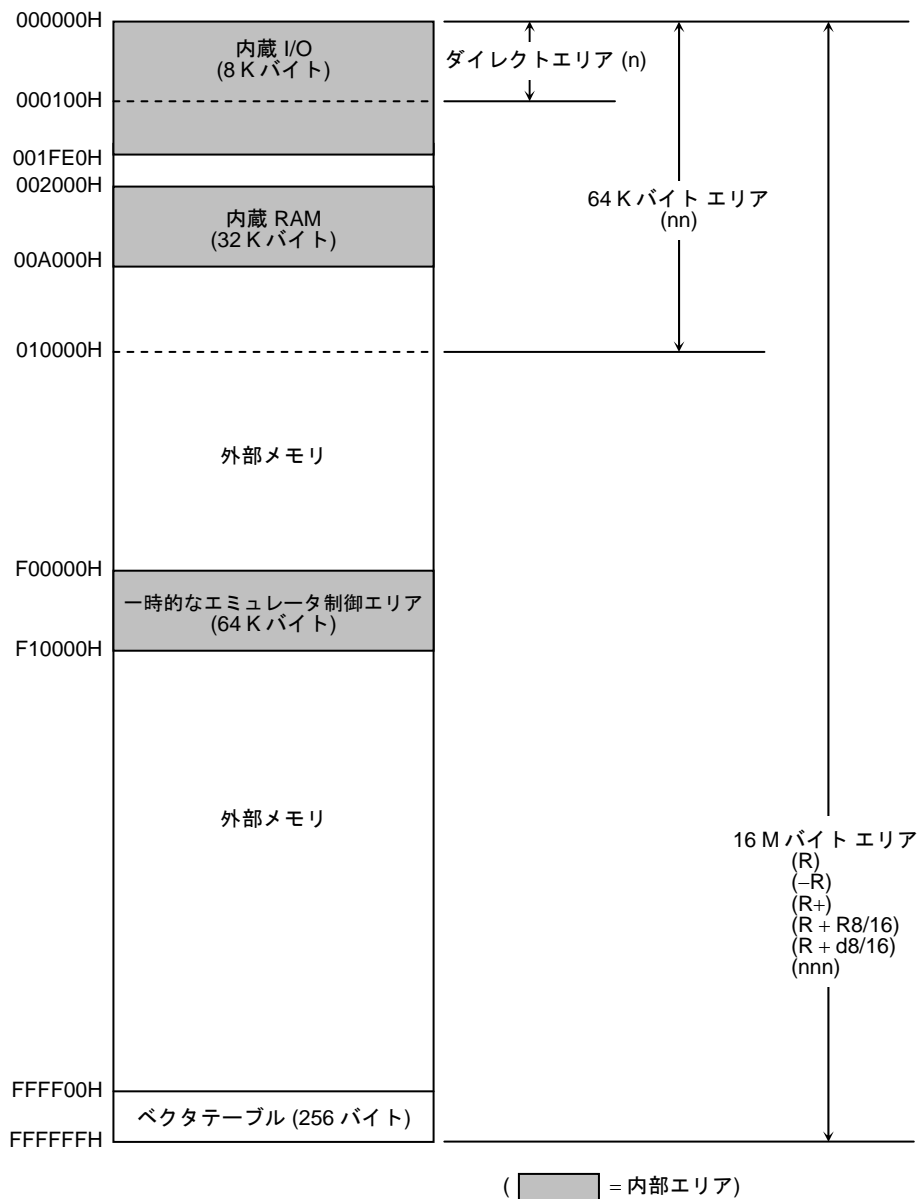 000000H
内蔵 I/O
(8 K バイト)
ダイレクトエリア (n)
000100H
001FE0H
002000H
64 K バイト エリア
(nn)
内蔵 RAM
(32 K バイト)
00A000H
010000H
外部メモリ
F00000H
一時的なエミュレータ制御エリア
(64 K バイト)
F10000H
外部メモリ
16 M バイト エリア
(R)
(−R)
(R+)
(R + R8/16)
(R + d8/16)
(nnn)
FFFF00H
ベクタテーブル (256 バイト)
FFFFFFH
( = 内部エリア)